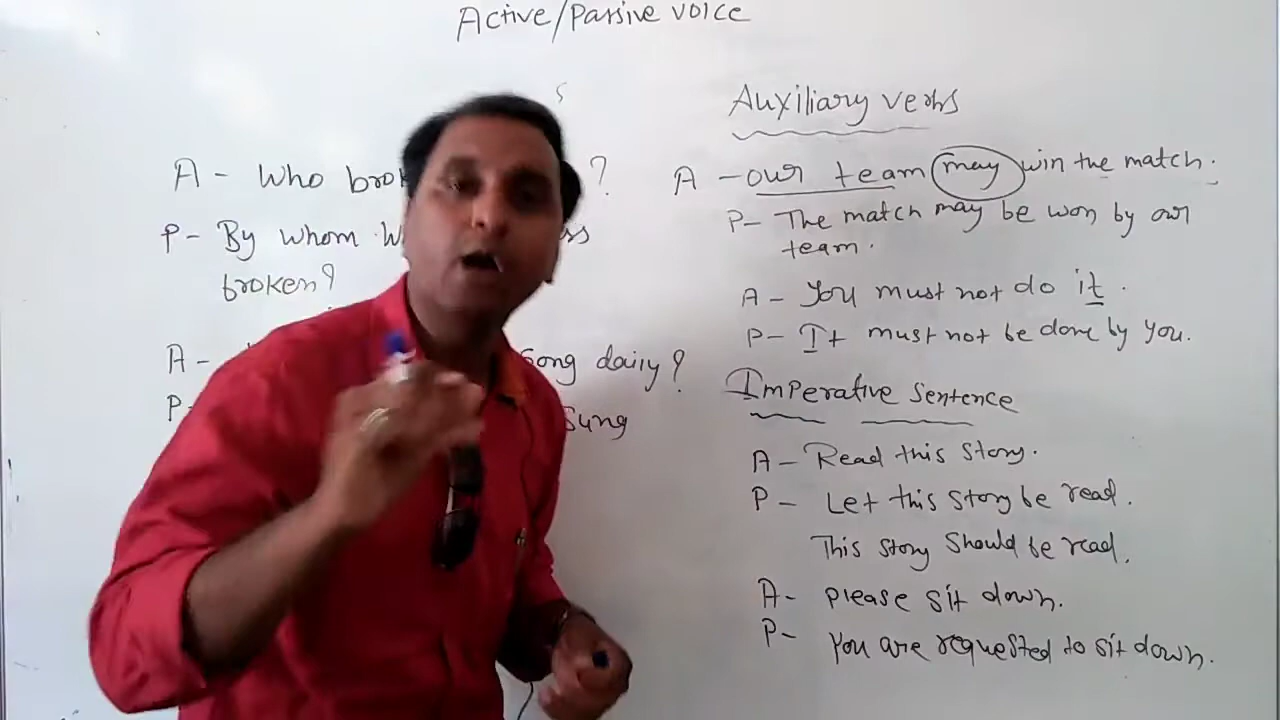 Active/Passive voice
A - Who ?
P- By whom
broken?
A - song dairy?
P- Sung
Auxiliary verbs
A - our team may win the match.
P- The match may be won by our
team.
A - You must not do it.
P- It must not be done by you.
Imperative sentence
A - Read this story.
P - Let this story be read.
This story should be read.
A- please sit down.
P- you are requested to sit down.